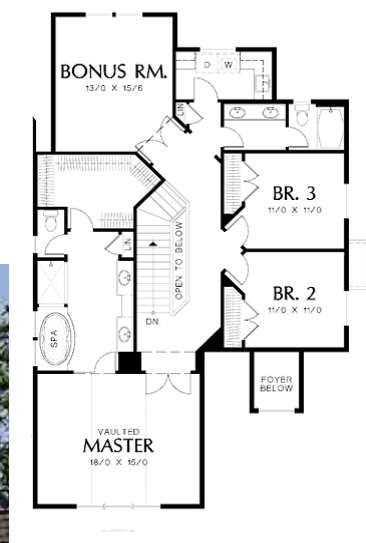 BONUS RM.
13/0 X 15/6
D W
LIN
BR. 3
11/0 X 11/0
LIN
OPEN TO BELOW
BR. 2
11/0 X 11/0
DN.
SPA
FOYER
BELOW
VAULTED
MASTER
18/0 X 15/0